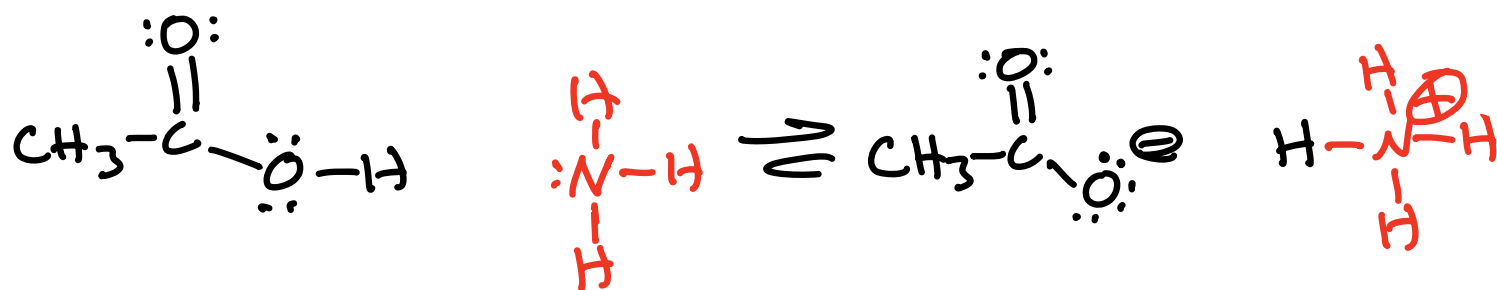 :O:
H
:O:
⊕
H
CH3 – C – O – H
:N – H
⇌
CH3 – C – O ⊖
H – N – H
H
H